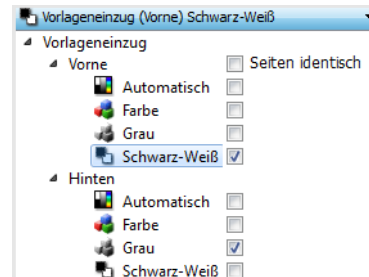 Vorlageneinzug (Vorne) Schwarz-Weiß
Vorlageneinzug
Vorne Seiten identisch
Automatisch
Farbe
Grau
Schwarz-Weiß
Hinten
Automatisch
Farbe
Grau
Schwarz-Weiß